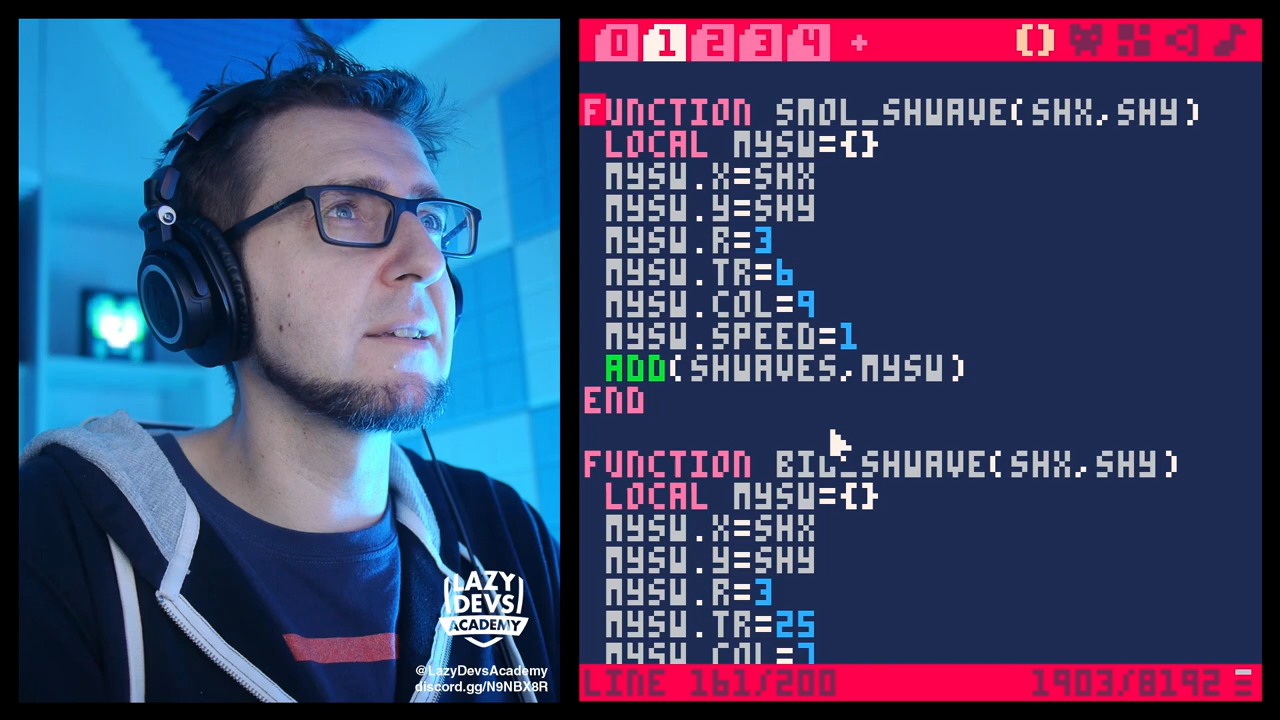 0 1 2 3 4 +
FUNCTION SMOL_SHWAVE(SHX,SHY)
LOCAL MYSW={}
MYSW.X=SHX
MYSW.Y=SHY
MYSW.R=3
MYSW.TR=6
MYSW.COL=9
MYSW.SPEED=1
ADD(SHWAVES,MYSW)
END
FUNCTION BIG_SHWAVE(SHX,SHY)
LOCAL MYSW={}
MYSW.X=SHX
MYSW.Y=SHY
MYSW.R=3
MYSW.TR=25
MYSW.COL=7
LINE 161/200 1903/8192
LAZY
DEVS
ACADEMY
@LazyDevsAcademy
discord.gg/N9NBX8R